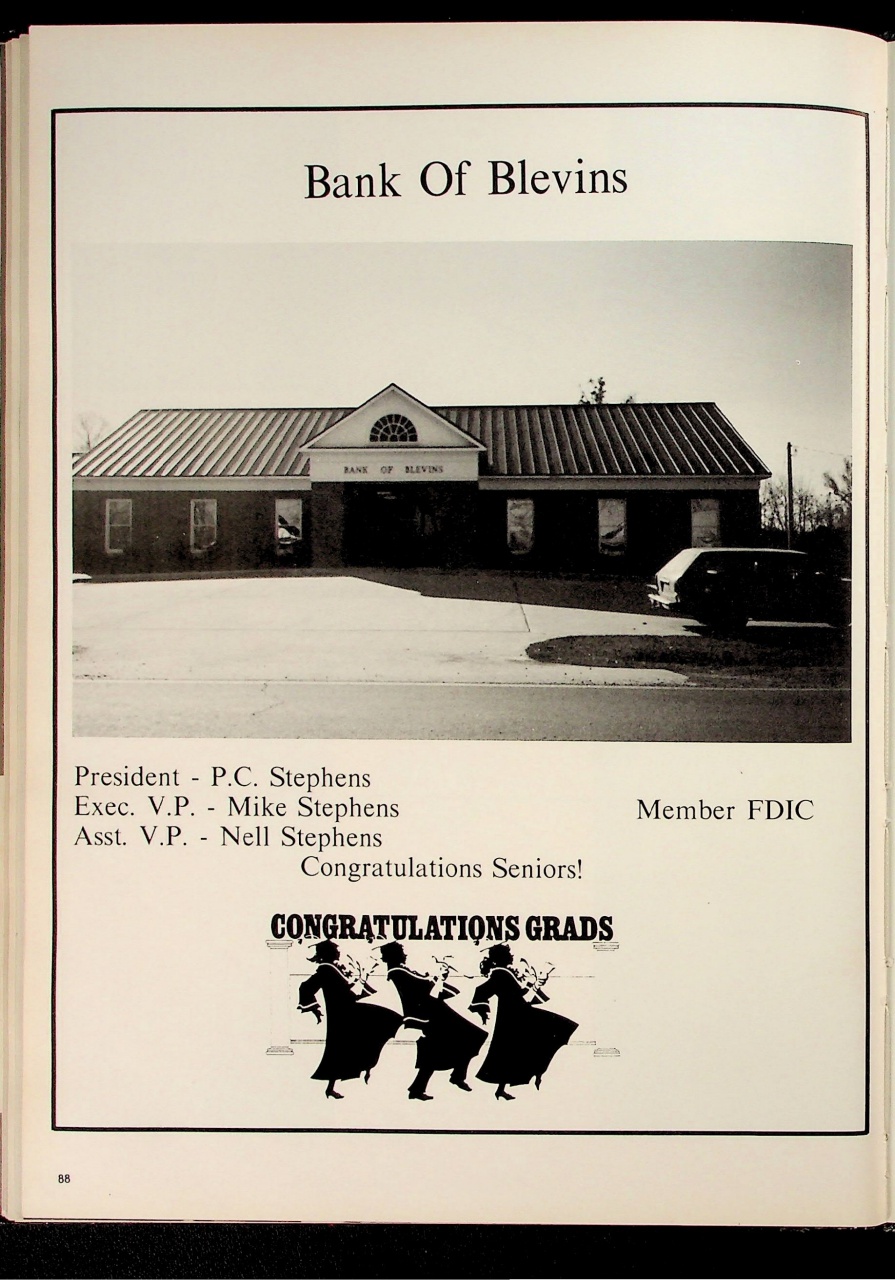 Bank Of Blevins
BANK OF BLEVINS
President - P.C. Stephens
Exec. V.P. - Mike Stephens
Member FDIC
Asst. V.P. - Nell Stephens
Congratulations Seniors!
CONGRATULATIONS GRADS
88